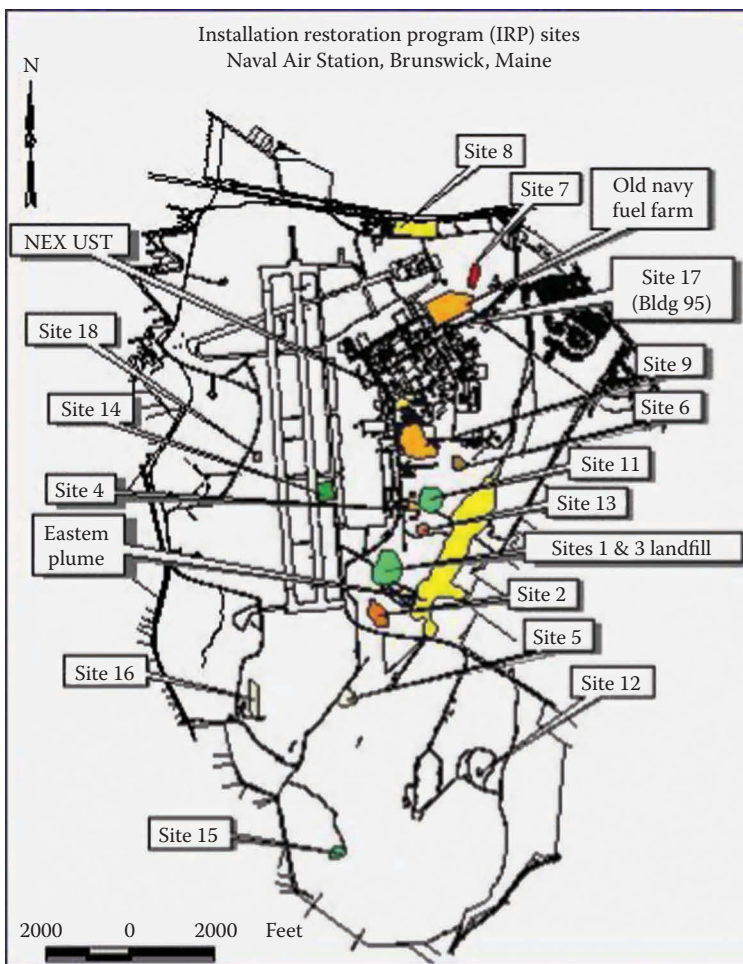 Installation restoration program (IRP) sites
Naval Air Station, Brunswick, Maine
N
Site 8
Site 7
Old navy
fuel farm
NEX UST
Site 17
(Bldg 95)
Site 18
Site 9
Site 14
Site 6
Site 11
Site 4
Site 13
Eastem
plume
Sites 1 & 3 landfill
Site 2
Site 5
Site 16
Site 12
Site 15
2000 0 2000 Feet